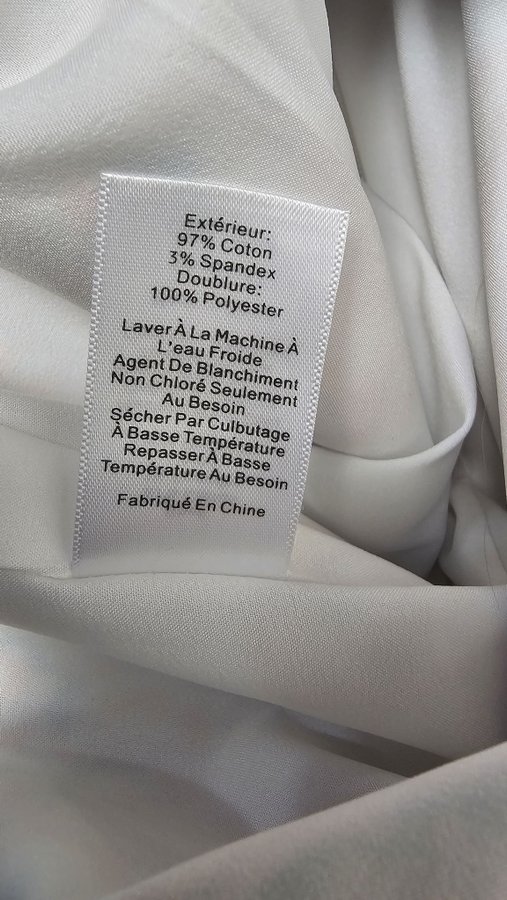 Extérieur:
97% Coton
3% Spandex
Doublure:
100% Polyester
Laver À La Machine À
L'eau Froide
Agent De Blanchiment
Non Chloré Seulement
Au Besoin
Sécher Par Culbutage
À Basse Température
Repasser À Basse
Température Au Besoin
Fabriqué En Chine